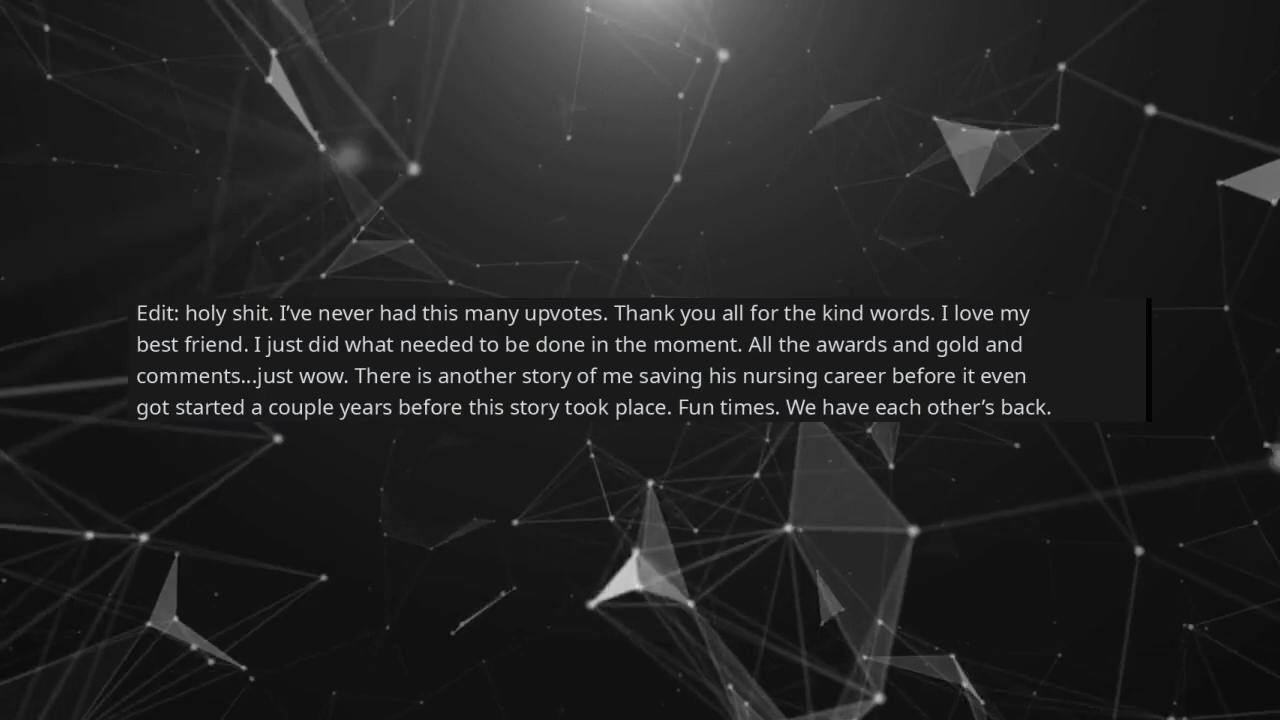 Edit: holy shit. I’ve never had this many upvotes. Thank you all for the kind words. I love my
best friend. I just did what needed to be done in the moment. All the awards and gold and
comments...just wow. There is another story of me saving his nursing career before it even
got started a couple years before this story took place. Fun times. We have each other’s back.